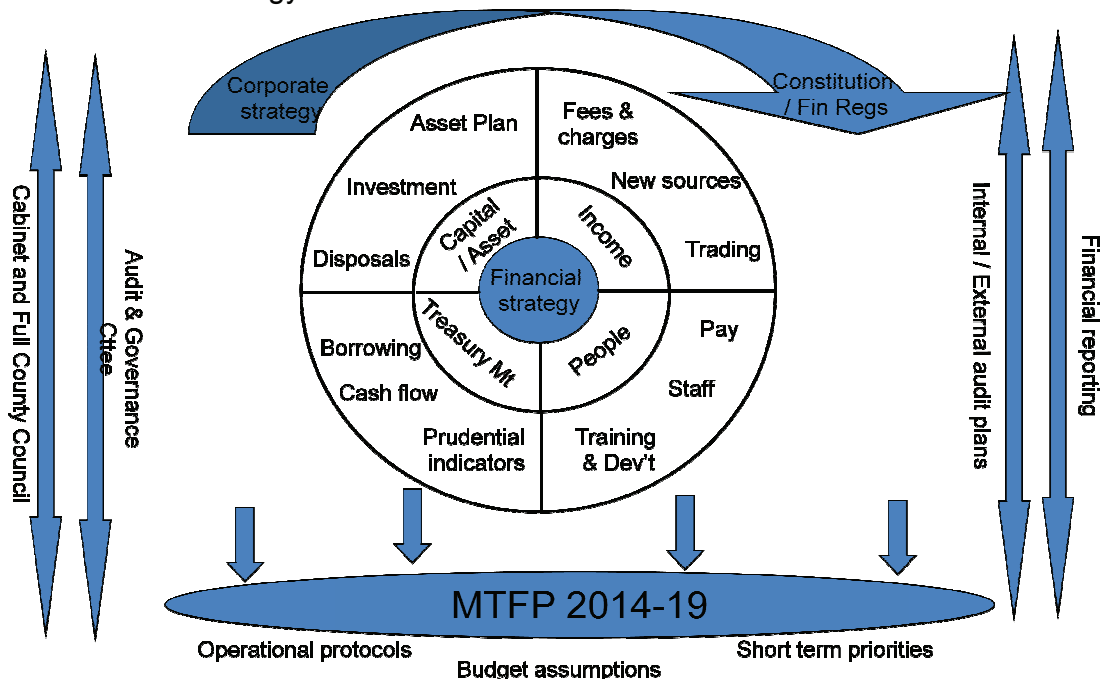 Corporate
strategy
Constitution
/ Fin Regs
Asset Plan
Fees &
charges
Investment
New sources
Disposals
Trading
Capital
/ Asset
Income
Financial
strategy
Treasury Mt
People
Borrowing
Cash flow
Prudential
indicators
Pay
Staff
Training
& Dev't
Cabinet and Full County Council
Audit & Governance
Cttee
Internal / External audit plans
Financial reporting
MTFP 2014-19
Operational protocols
Budget assumptions
Short term priorities